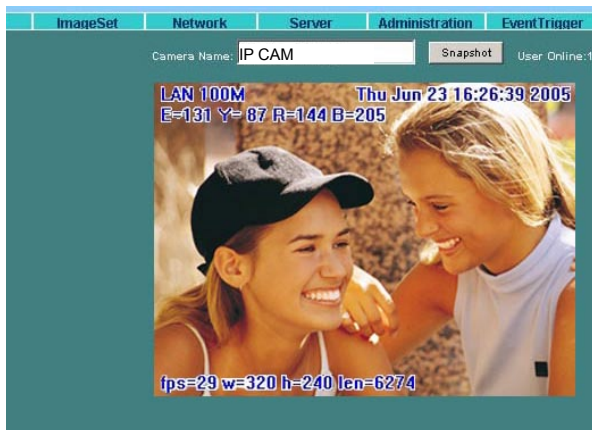 ImageSet Network Server Administration EventTrigger
Camera Name: IP CAM Snapshot User Online:1
LAN 100M Thu Jun 23 16:26:39 2005
E=131 Y= 87 R=144 B=205
fps=29 w=320 h=240 len=6274